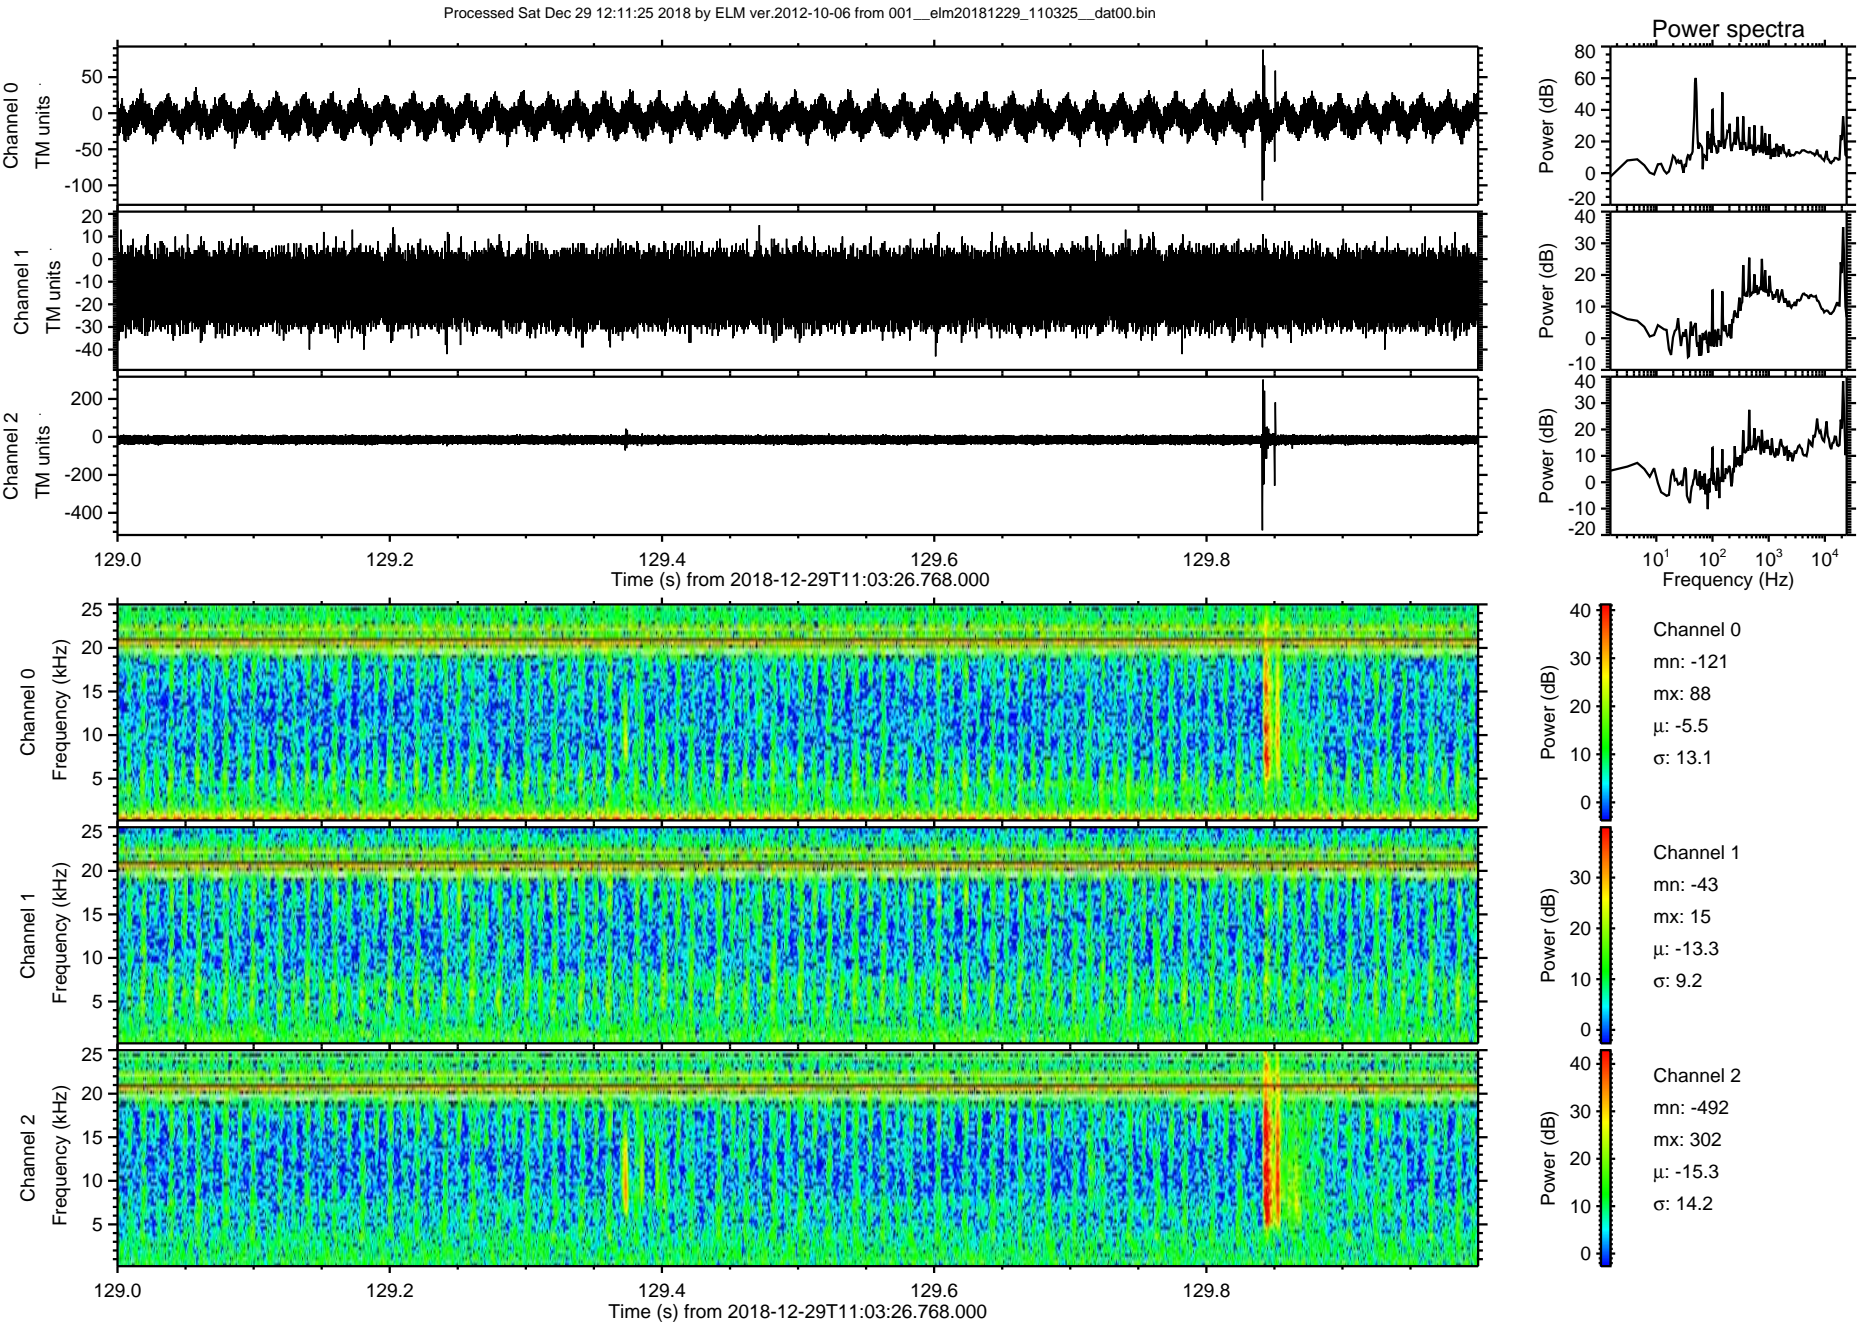 Processed Sat Dec 29 12:11:25 2018 by ELM ver.2012-10-06 from 001__elm20181229_110325__dat00.bin
Power spectra
Channel 0
TM units
50
0
-50
-100
Power (dB)
80
60
40
20
0
-20
Channel 1
TM units
20
10
0
-10
-20
-30
-40
Power (dB)
40
30
20
10
0
-10
Channel 2
TM units
200
0
-200
-400
Power (dB)
40
30
20
10
0
-10
-20
129.0 129.2 129.4 129.6 129.8
Time (s) from 2018-12-29T11:03:26.768.000
10¹ 10² 10³ 10⁴
Frequency (Hz)
Channel 0
Frequency (kHz)
25
20
15
10
5
Power (dB)
40
30
20
10
0
Channel 0
mn: -121
mx: 88
µ: -5.5
σ: 13.1
Channel 1
Frequency (kHz)
25
20
15
10
5
Power (dB)
30
20
10
0
Channel 1
mn: -43
mx: 15
µ: -13.3
σ: 9.2
Channel 2
Frequency (kHz)
25
20
15
10
5
Power (dB)
40
30
20
10
0
Channel 2
mn: -492
mx: 302
µ: -15.3
σ: 14.2
129.0 129.2 129.4 129.6 129.8
Time (s) from 2018-12-29T11:03:26.768.000